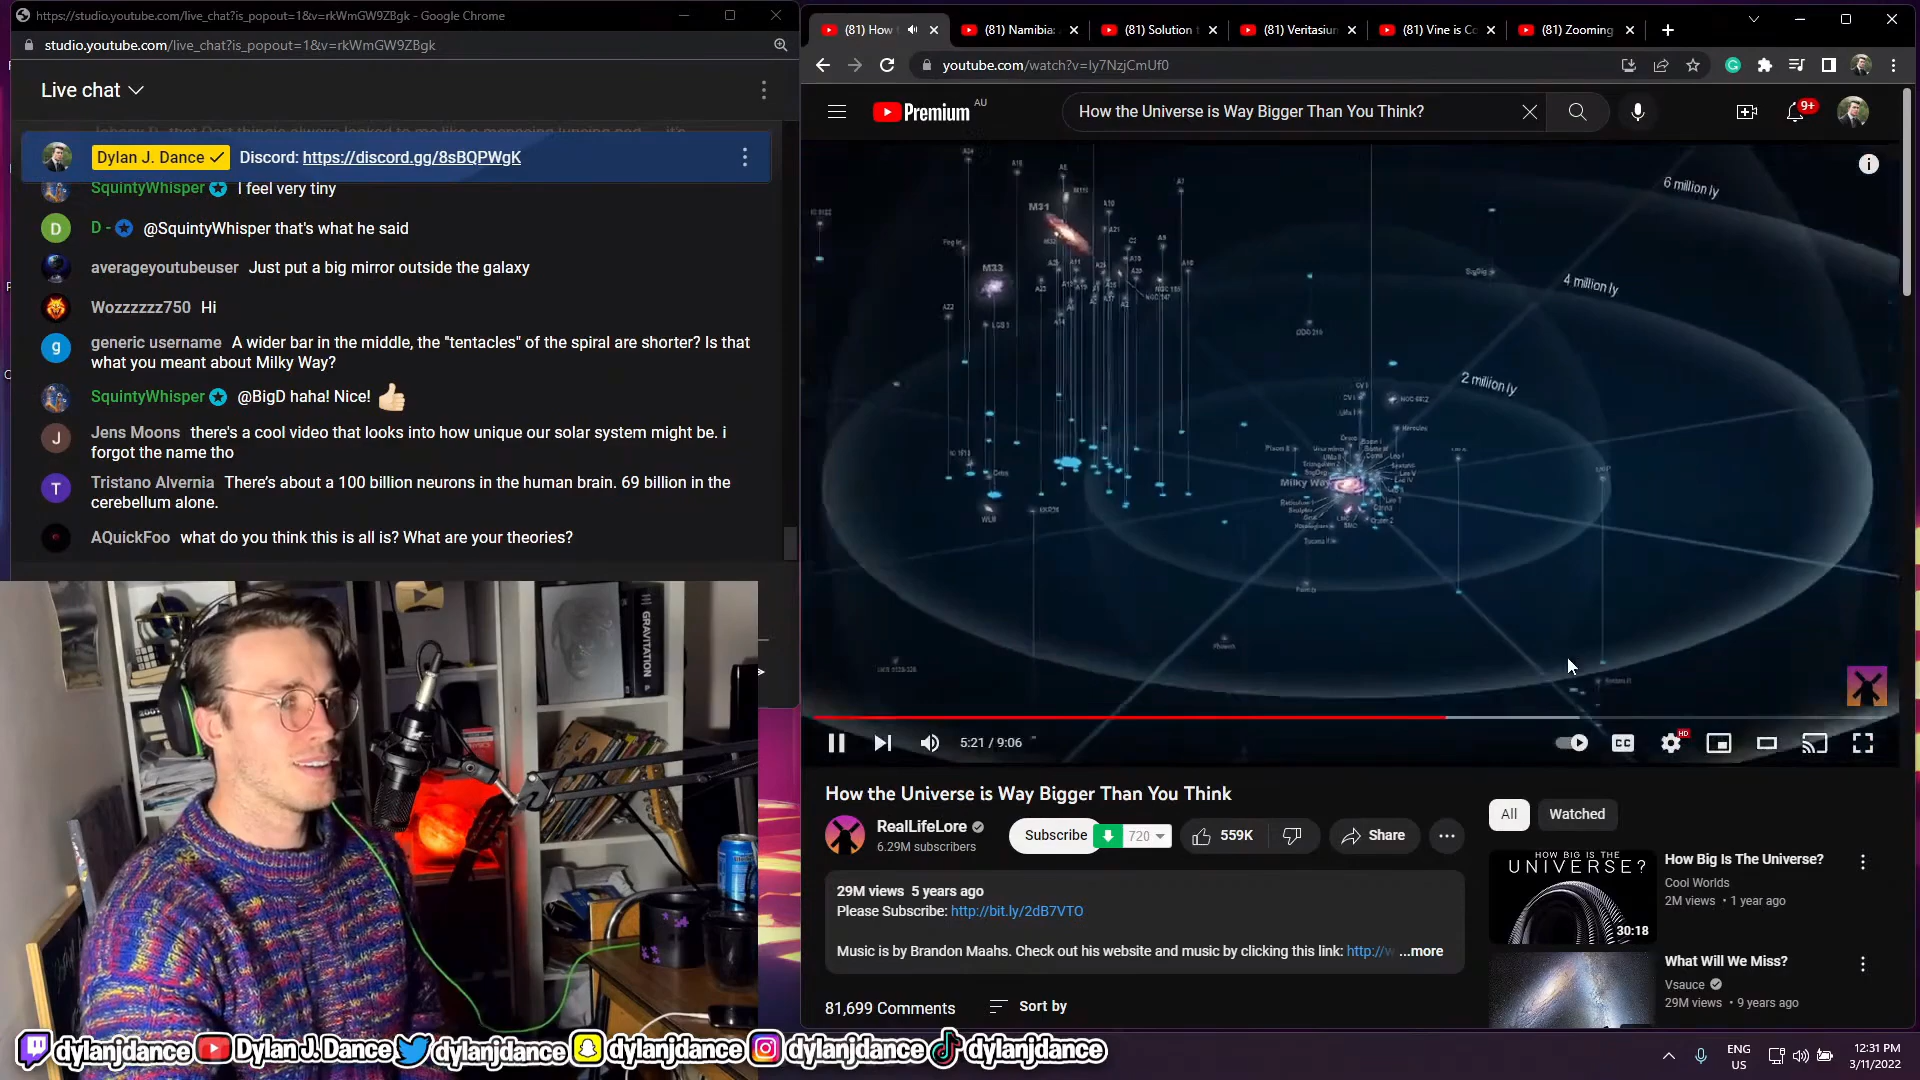 https://studio.youtube.com/live_chat?is_popout=1&v=rkWmGW9ZBgk - Google Chrome
studio.youtube.com/live_chat?is_popout=1&v=rkWmGW9ZBgk
Live chat
Dylan J. Dance Discord: https://discord.gg/8sBQPWgK
SquintyWhisper I feel very tiny
D - @SquintyWhisper that's what he said
averageyoutubeuser Just put a big mirror outside the galaxy
Wozzzzzz750 Hi
generic username A wider bar in the middle, the "tentacles" of the spiral are shorter? Is that
what you meant about Milky Way?
SquintyWhisper @BigD haha! Nice!
Jens Moons there's a cool video that looks into how unique our solar system might be. i
forgot the name tho
Tristano Alvernia There's about a 100 billion neurons in the human brain. 69 billion in the
cerebellum alone.
AQuickFoo what do you think this is all is? What are your theories?
GRAVITATION
(81) How
(81) Namibia:
(81) Solution
(81) Veritasium
(81) Vine is Co
(81) Zooming
youtube.com/watch?v=Iy7NzjCmUf0
Premium AU
How the Universe is Way Bigger Than You Think?
9+
6 million ly
4 million ly
2 million ly
M31
M33
Milky Way
5:21 / 9:06
CC
HD
How the Universe is Way Bigger Than You Think
RealLifeLore
6.29M subscribers
Subscribe
720
559K
Share
29M views 5 years ago
Please Subscribe: http://bit.ly/2dB7VTO
Music is by Brandon Maahs. Check out his website and music by clicking this link: http://w ...more
81,699 Comments
Sort by
All
Watched
HOW BIG IS THE
UNIVERSE?
30:18
How Big Is The Universe?
Cool Worlds
2M views • 1 year ago
What Will We Miss?
Vsauce
29M views • 9 years ago
dylanjdance Dylan J. Dance dylanjdance dylanjdance dylanjdance dylanjdance
ENG
US
12:31 PM
3/11/2022